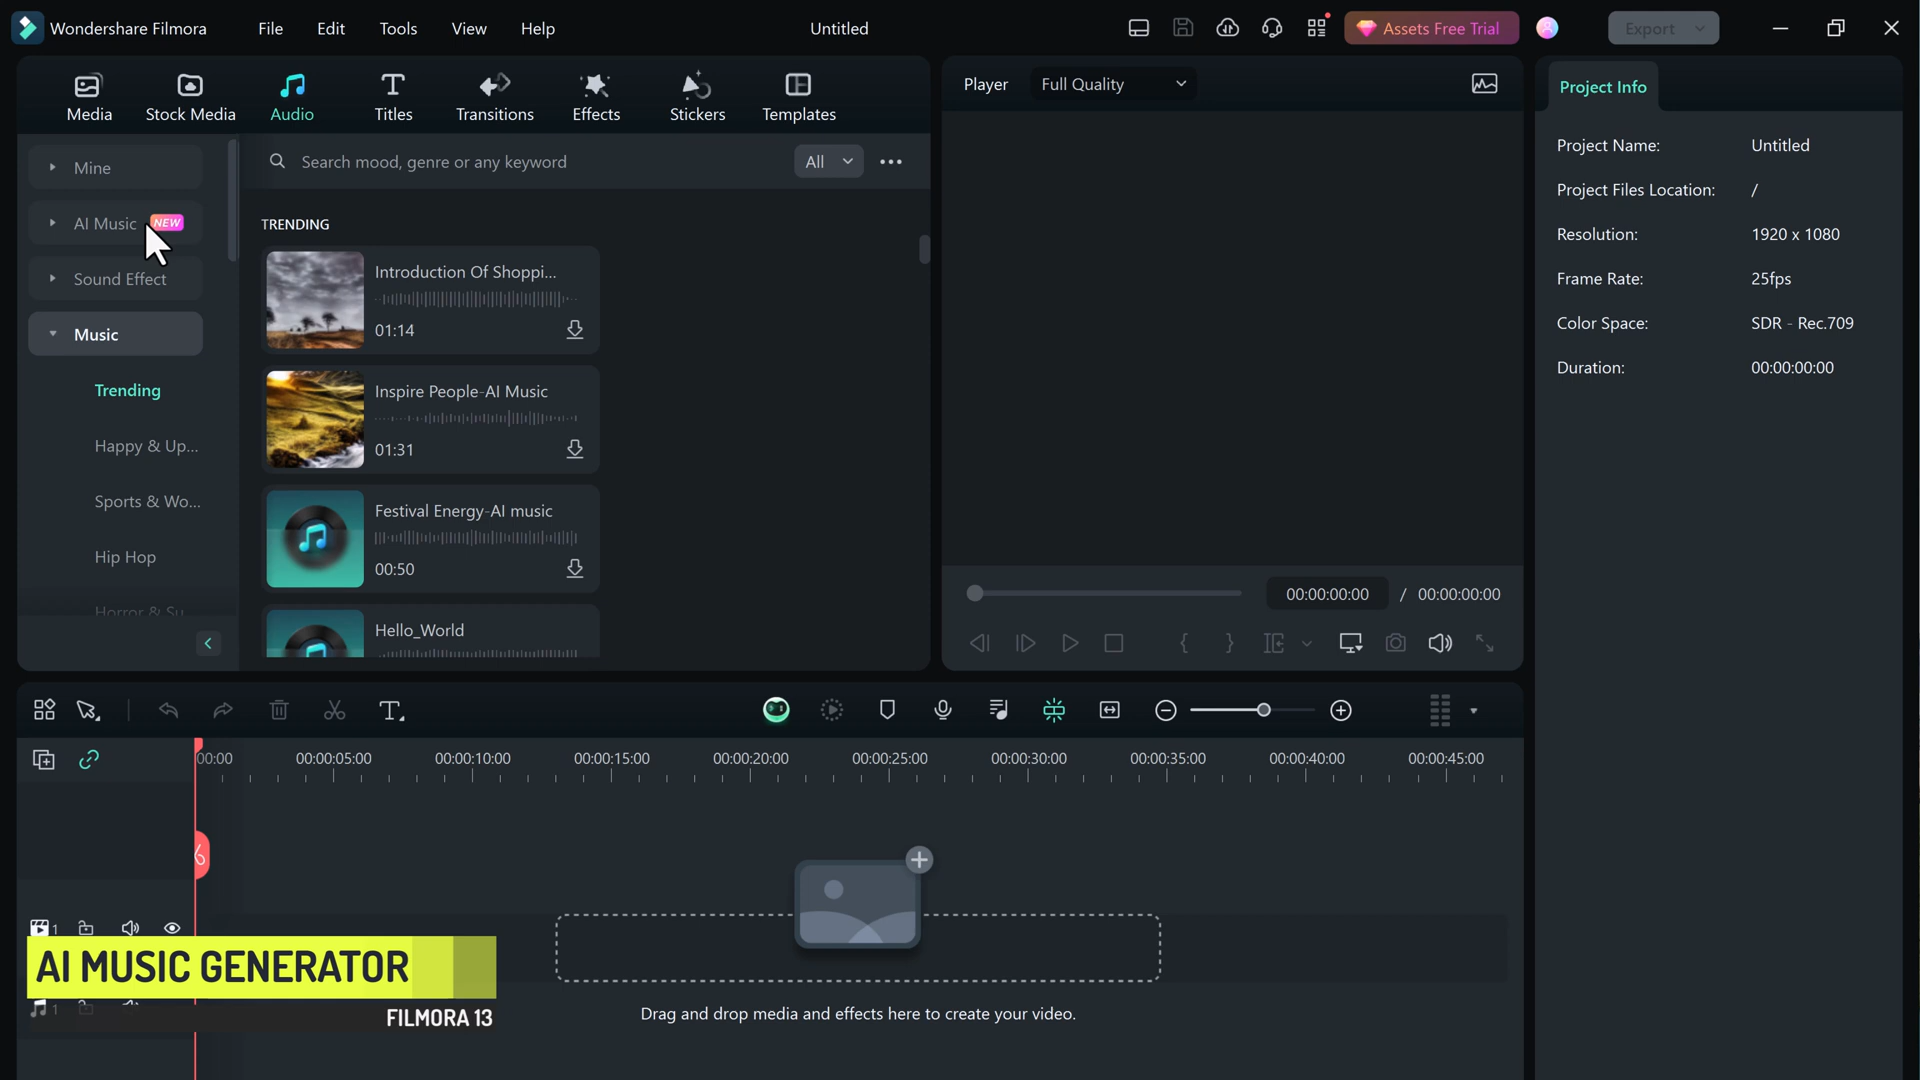 Wondershare Filmora
File
Edit
Tools
View
Help
Untitled
Assets Free Trial
Export
Media
Stock Media
Audio
Titles
Transitions
Effects
Stickers
Templates
Player
Full Quality
Project Info
Mine
AI Music
NEW
Sound Effect
Music
Trending
Happy & Up...
Sports & Wo...
Hip Hop
Horror & Su...
Search mood, genre or any keyword
All
TRENDING
Introduction Of Shoppi...
01:14
Inspire People-AI Music
01:31
Festival Energy-AI music
00:50
Hello_World
00:00:00:00
/
00:00:00:00
Project Name:
Untitled
Project Files Location:
/
Resolution:
1920 x 1080
Frame Rate:
25fps
Color Space:
SDR - Rec.709
Duration:
00:00:00:00
00:00
00:00:05:00
00:00:10:00
00:00:15:00
00:00:20:00
00:00:25:00
00:00:30:00
00:00:35:00
00:00:40:00
00:00:45:00
1
AI MUSIC GENERATOR
1
FILMORA 13
Drag and drop media and effects here to create your video.